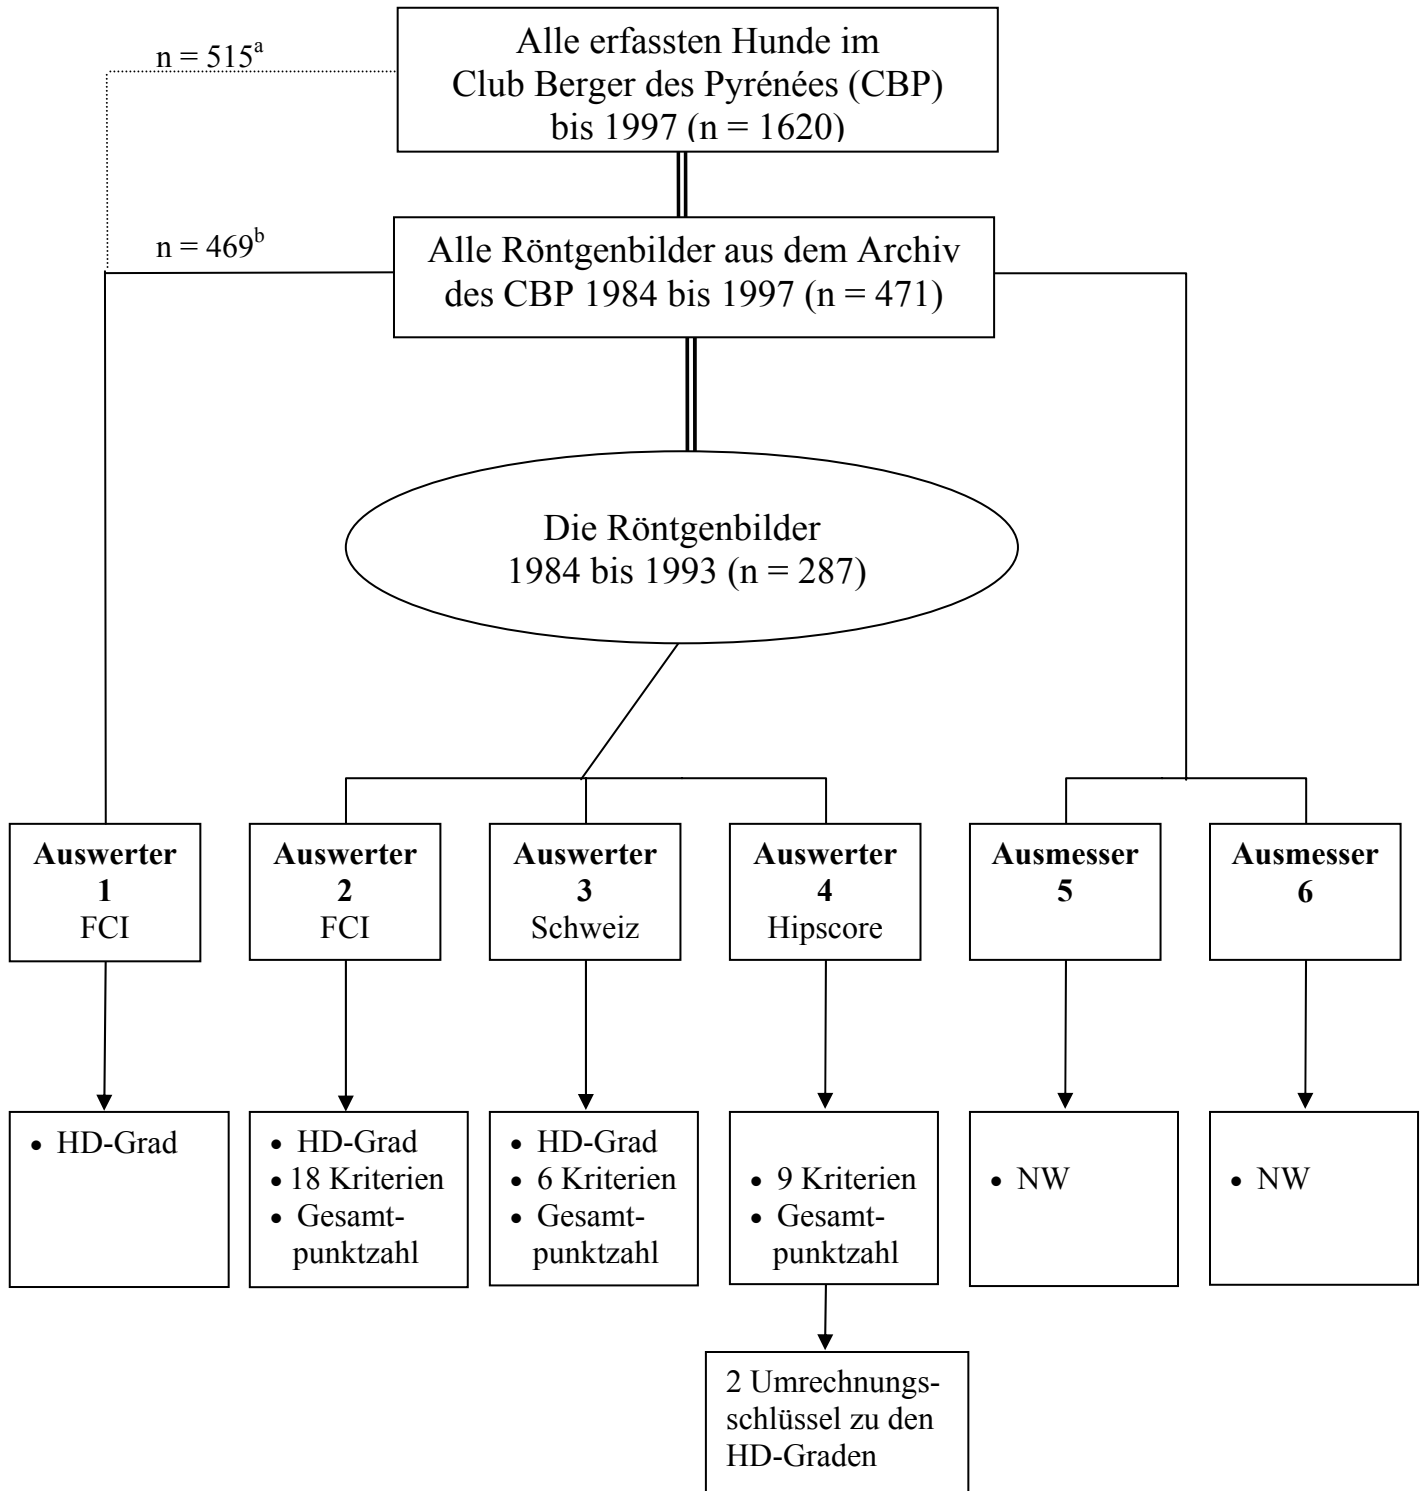 Alle erfassten Hunde im
Club Berger des Pyrénées (CBP)
bis 1997 (n = 1620)
n = 515ᵃ
n = 469ᵇ
Alle Röntgenbilder aus dem Archiv
des CBP 1984 bis 1997 (n = 471)
Die Röntgenbilder
1984 bis 1993 (n = 287)
Auswerter
1
FCI
Auswerter
2
FCI
Auswerter
3
Schweiz
Auswerter
4
Hipscore
Ausmesser
5
Ausmesser
6
• HD-Grad
• HD-Grad
• 18 Kriterien
• Gesamt-
punktzahl
• HD-Grad
• 6 Kriterien
• Gesamt-
punktzahl
• 9 Kriterien
• Gesamt-
punktzahl
• NW
• NW
2 Umrechnungs-
schlüssel zu den
HD-Graden